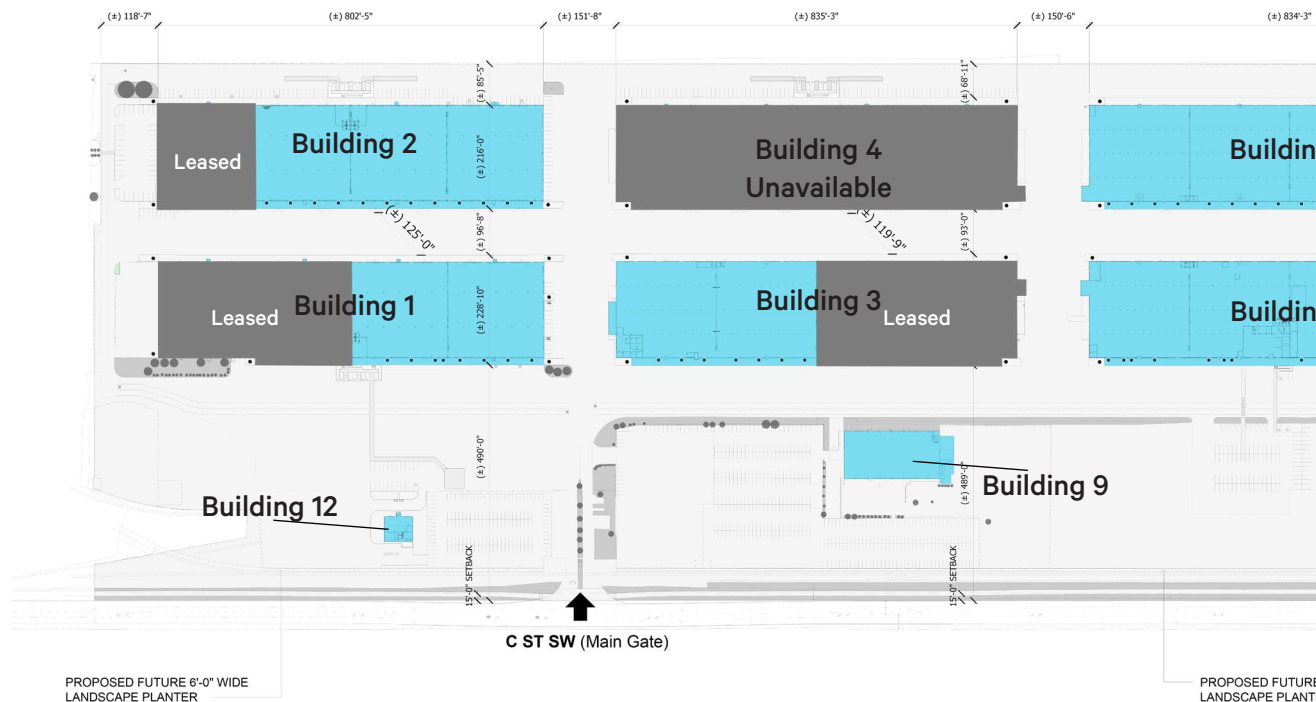 (±) 118'-7"
(±) 802'-5"
(±) 151'-8"
(±) 835'-3"
(±) 150'-6"
(±) 834'-3"
(±) 85'-5"
(±) 68'-11"
Leased
Building 2
(±) 216'-0"
Building 4
Unavailable
Buildin
(±) 125'-0"
(±) 96'-8"
(±) 119'-9"
(±) 93'-0"
Leased
Building 1
(±) 228'-10"
Building 3
Leased
Buildin
(±) 490'-0"
(±) 489'-0"
Building 12
Building 9
15'-0" SETBACK
15'-0" SETBACK
C ST SW (Main Gate)
PROPOSED FUTURE 6'-0" WIDE
LANDSCAPE PLANTER
PROPOSED FUTURE
LANDSCAPE PLANT